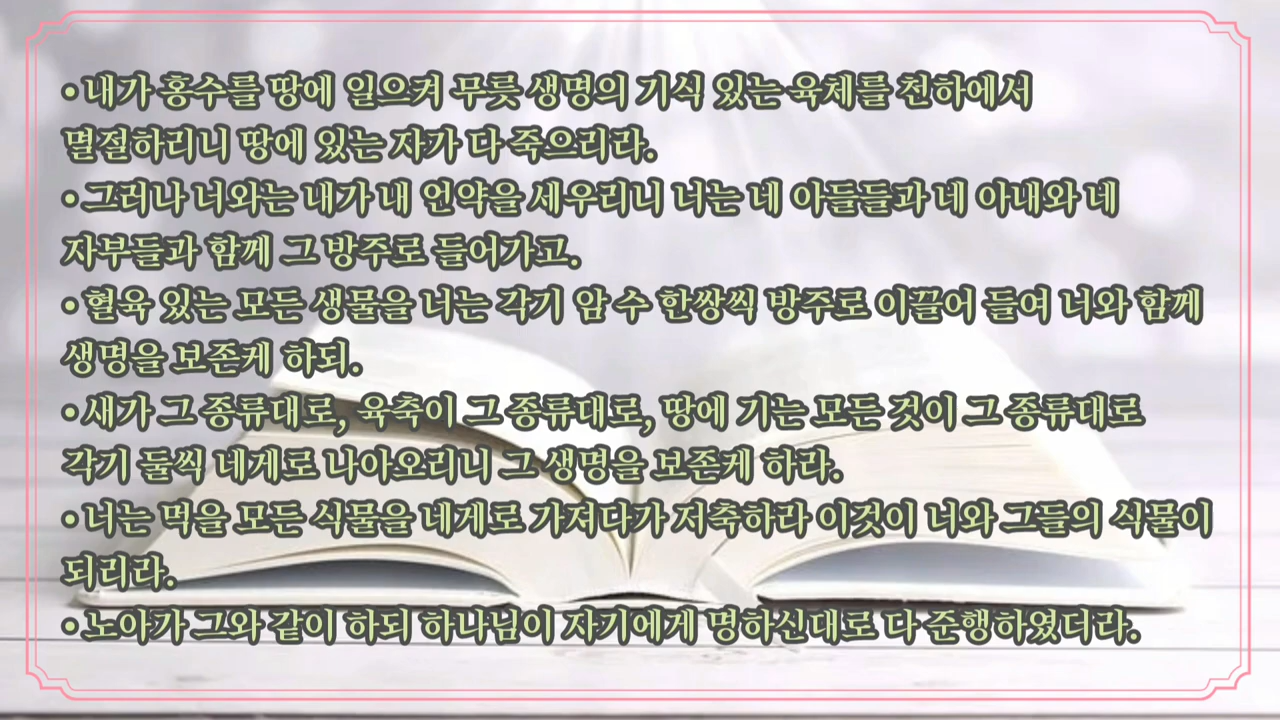 • 내가 홍수를 땅에 일으켜 무릇 생명의 기식 있는 육체를 천하에서
멸절하리니 땅에 있는 자가 다 죽으리라.
• 그러나 너와는 내가 내 언약을 세우리니 너는 네 아들들과 네 아내와 네
자부들과 함께 그 방주로 들어가고.
• 혈육 있는 모든 생물을 너는 각기 암 수 한쌍씩 방주로 이끌어 들여 너와 함께
생명을 보존케 하되.
• 새가 그 종류대로, 육축이 그 종류대로, 땅에 기는 모든 것이 그 종류대로
각기 둘씩 네게로 나아오리니 그 생명을 보존케 하라.
• 너는 먹을 모든 식물을 네게로 가져다가 저축하라 이것이 너와 그들의 식물이
되리라.
• 노아가 그와 같이 하되 하나님이 자기에게 명하신대로 다 준행하였더라.